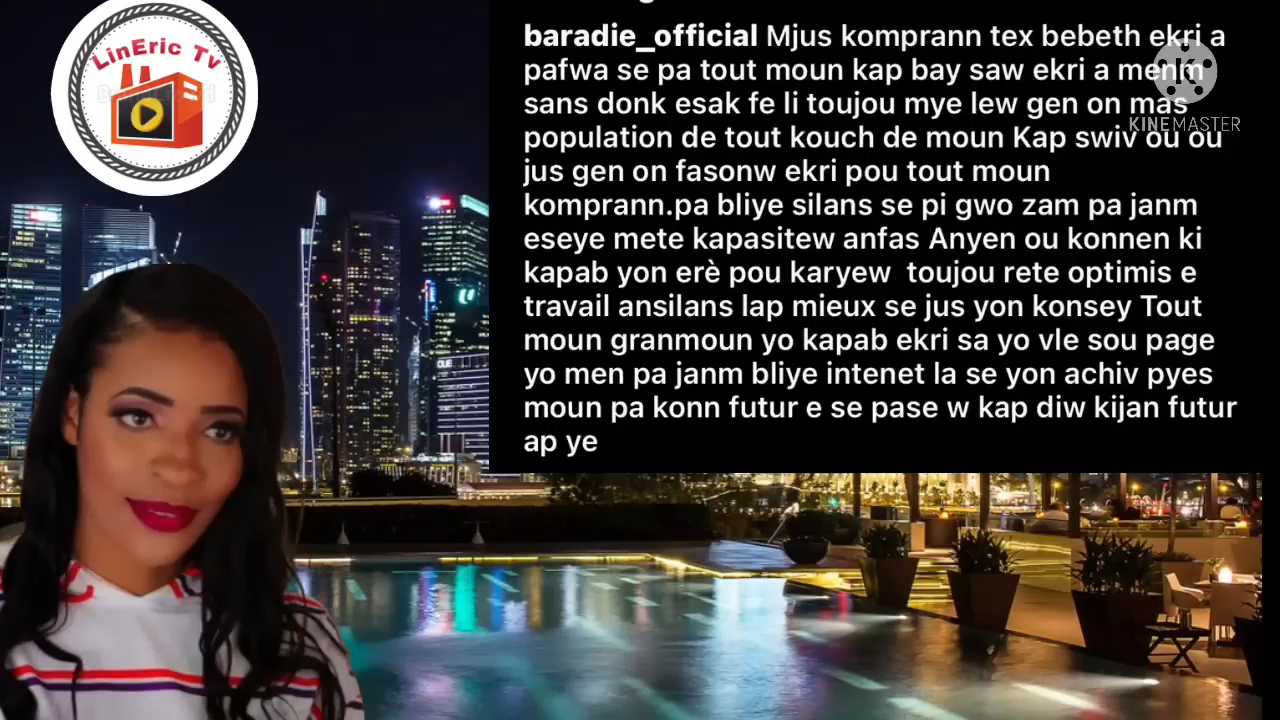 LinEric Tv
baradie_official Mjus komprann tex bebeth ekri a
pafwa se pa tout moun kap bay saw ekri a menm
sans donk esak fe li toujou mye lew gen on mas
population de tout kouch de moun Kap swiv ou ou
jus gen on fasonw ekri pou tout moun
komprann.pa bliye silans se pi gwo zam pa janm
eseye mete kapasitew anfas Anyen ou konnen ki
kapab yon erè pou karyew toujou rete optimis e
travail ansilans lap mieux se jus yon konsey Tout
moun granmoun yo kapab ekri sa yo vle sou page
yo men pa janm bliye intenet la se yon achiv pyes
moun pa konn futur e se pase w kap diw kijan futur
ap ye
K
KINEMASTER